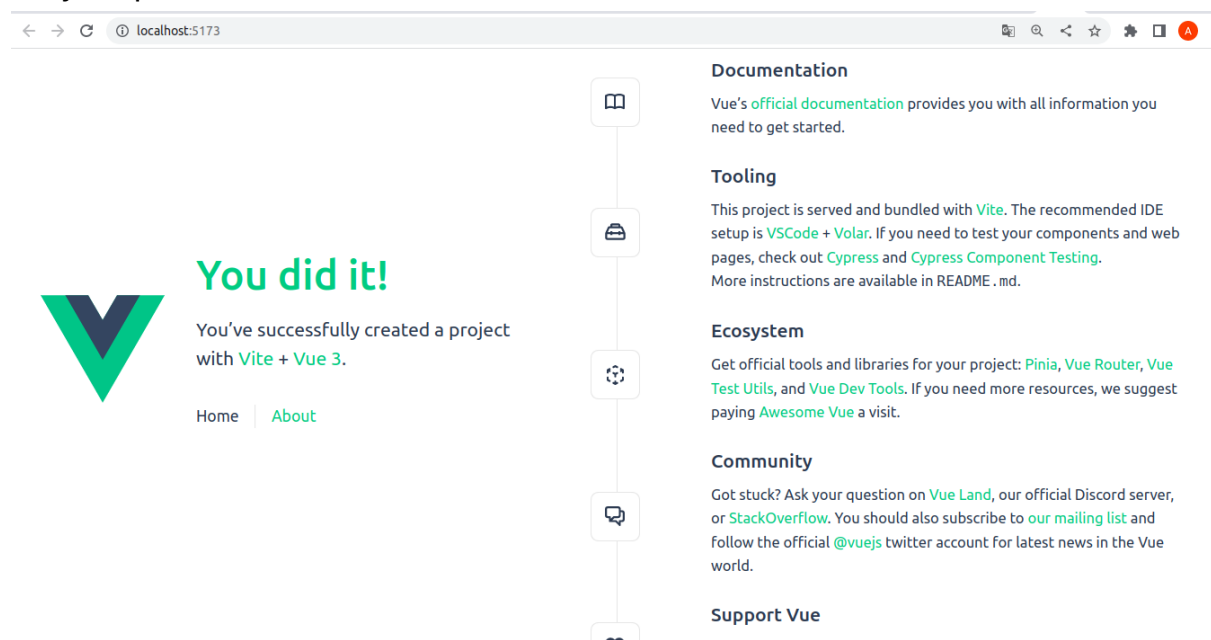 localhost:5173
A
You did it!
You've successfully created a project
with Vite + Vue 3.
Home
About
Documentation
Vue's official documentation provides you with all information you
need to get started.
Tooling
This project is served and bundled with Vite. The recommended IDE
setup is VSCode + Volar. If you need to test your components and web
pages, check out Cypress and Cypress Component Testing.
More instructions are available in README.md.
Ecosystem
Get official tools and libraries for your project: Pinia, Vue Router, Vue
Test Utils, and Vue Dev Tools. If you need more resources, we suggest
paying Awesome Vue a visit.
Community
Got stuck? Ask your question on Vue Land, our official Discord server,
or StackOverflow. You should also subscribe to our mailing list and
follow the official @vuejs twitter account for latest news in the Vue
world.
Support Vue